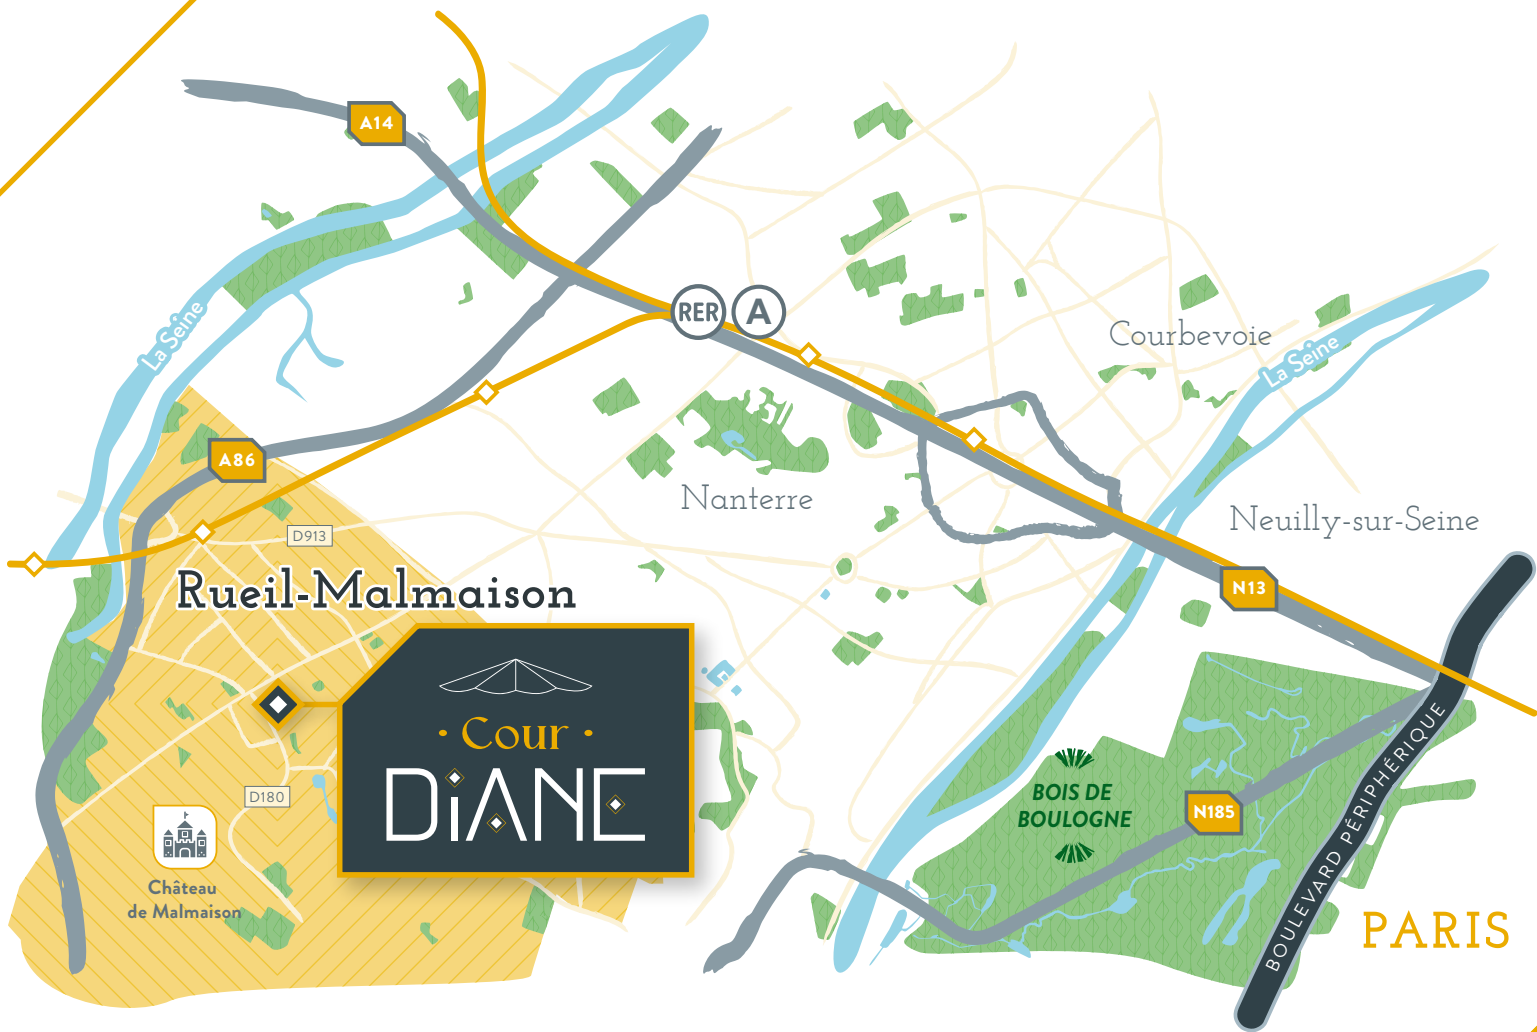 A14
RER A
La Seine
Courbevoie
La Seine
A86
Nanterre
Neuilly-sur-Seine
D913
Rueil-Malmaison
N13
Cour
DiANE
BOULEVARD PÉRIPHÉRIQUE
D180
BOIS DE
BOULOGNE
N185
Château
de Malmaison
PARIS